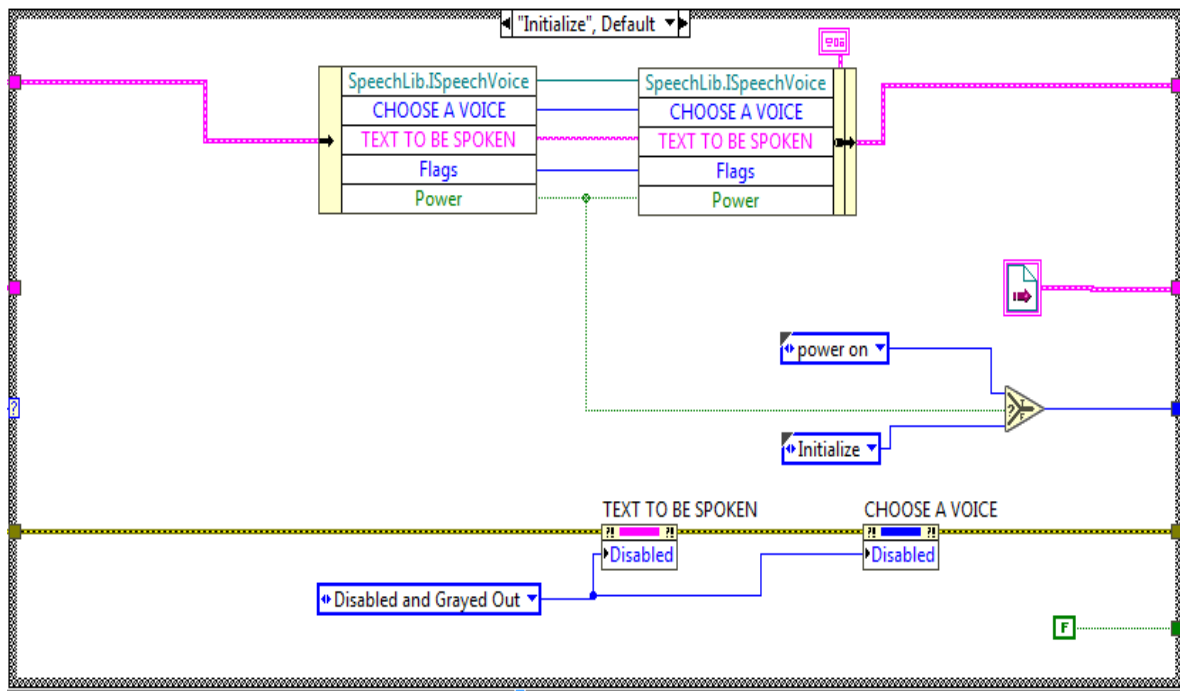 "Initialize", Default
SpeechLib.ISpeechVoice
CHOOSE A VOICE
TEXT TO BE SPOKEN
Flags
Power
SpeechLib.ISpeechVoice
CHOOSE A VOICE
TEXT TO BE SPOKEN
Flags
Power
power on
?
?
T
F
Initialize
TEXT TO BE SPOKEN
?! ?!
Disabled
CHOOSE A VOICE
?! ?!
Disabled
Disabled and Grayed Out
F